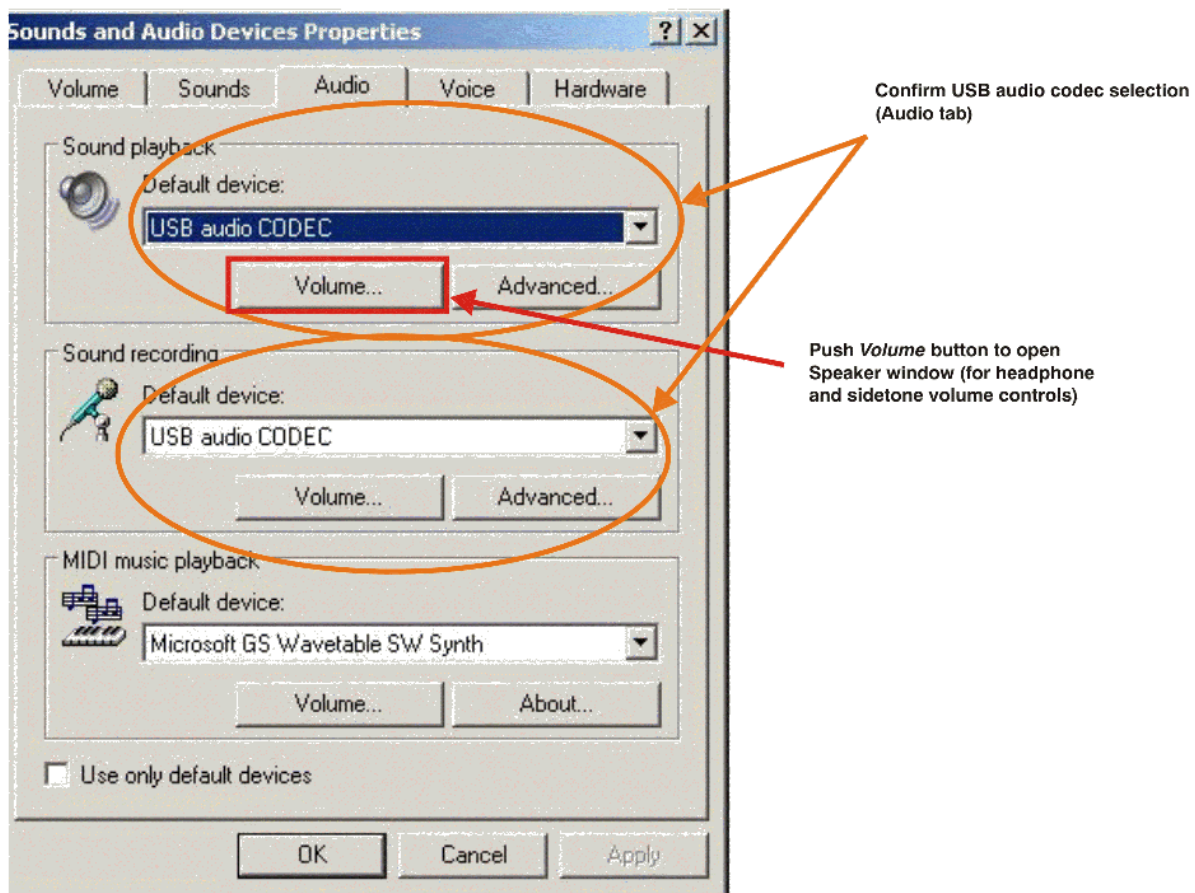 Sounds and Audio Devices Properties
Volume Sounds Audio Voice Hardware
Confirm USB audio codec selection
(Audio tab)
Sound playback
Default device:
USB audio CODEC
Volume... Advanced...
Push Volume button to open
Speaker window (for headphone
and sidetone volume controls)
Sound recording
Default device:
USB audio CODEC
Volume... Advanced...
MIDI music playback
Default device:
Microsoft GS Wavetable SW Synth
Volume... About...
Use only default devices
OK Cancel Apply